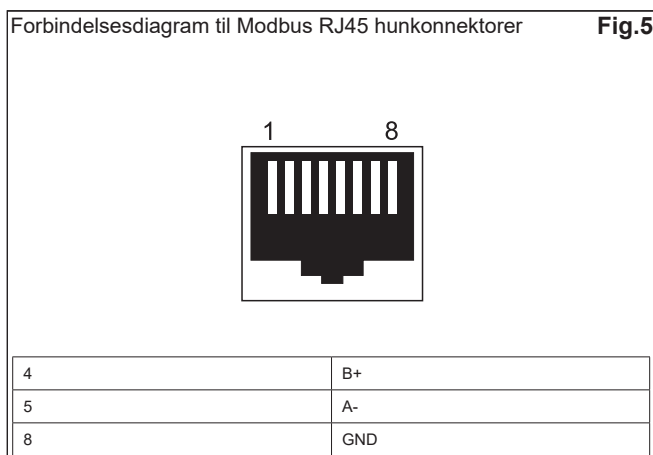 Forbindelsesdiagram til Modbus RJ45 hunkonnektorer Fig.5
1 8
4 B+
5 A-
8 GND